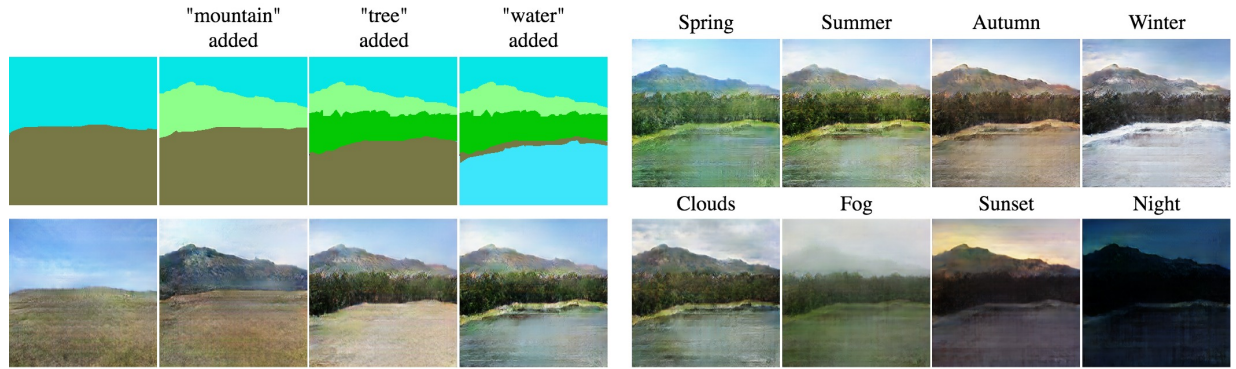 "mountain"
added
"tree"
added
"water"
added
Spring
Summer
Autumn
Winter
Clouds
Fog
Sunset
Night